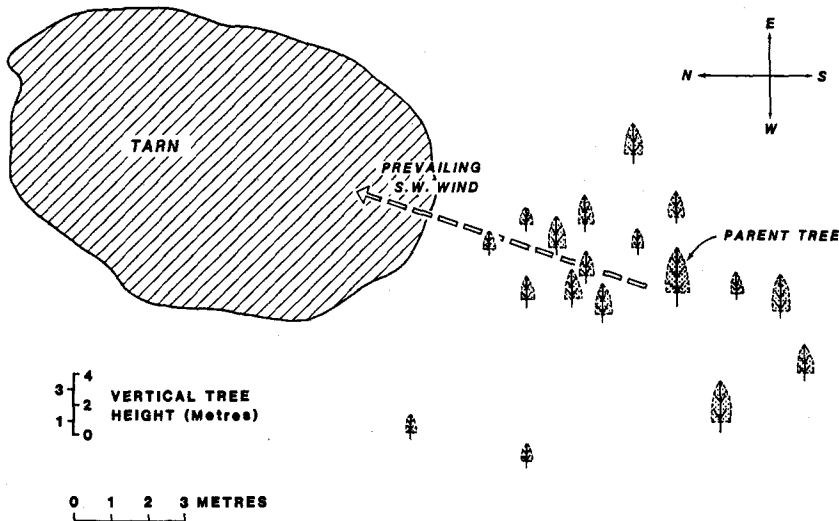 E
N
S
W
TARN
PREVAILING
S.W. WIND
PARENT TREE
4
3
2
1
0
VERTICAL TREE
HEIGHT (Metres)
0 1 2 3 METRES